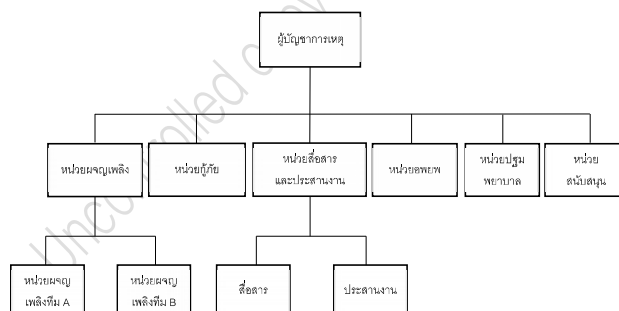 ผู้บัญชาการเหตุ
หน่วยผจญเพลิง
หน่วยกู้ภัย
หน่วยสื่อสาร
และประสานงาน
หน่วยอพยพ
หน่วยปฐม
พยาบาล
หน่วย
สนับสนุน
หน่วยผจญ
เพลิงทีม A
หน่วยผจญ
เพลิงทีม B
สื่อสาร
ประสานงาน
Uncontrolled copy